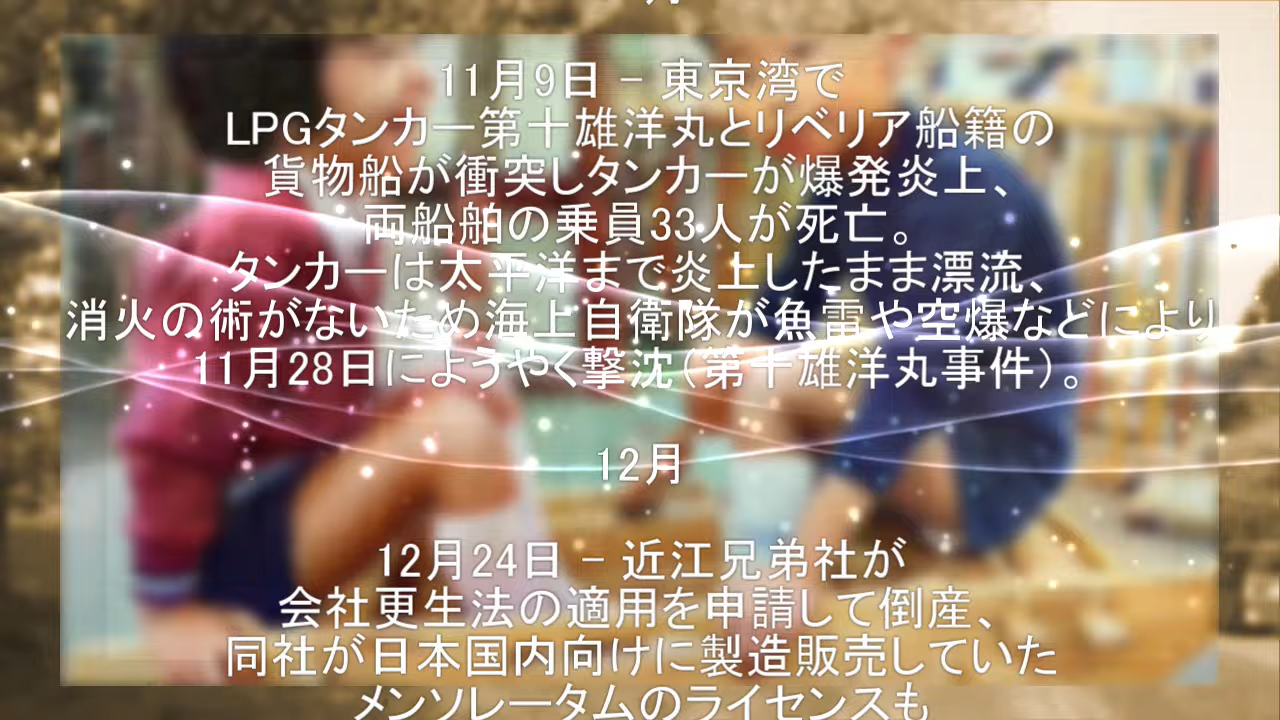 月
11月9日 − 東京湾で
LPGタンカー第十雄洋丸とリベリア船籍の
貨物船が衝突しタンカーが爆発炎上、
両船舶の乗員33人が死亡。
タンカーは太平洋まで炎上したまま漂流、
消火の術がないため海上自衛隊が魚雷や空爆などにより
11月28日にようやく撃沈（第十雄洋丸事件）。
12月
12月24日 − 近江兄弟社が
会社更生法の適用を申請して倒産、
同社が日本国内向けに製造販売していた
メンソレータムのライセンスも